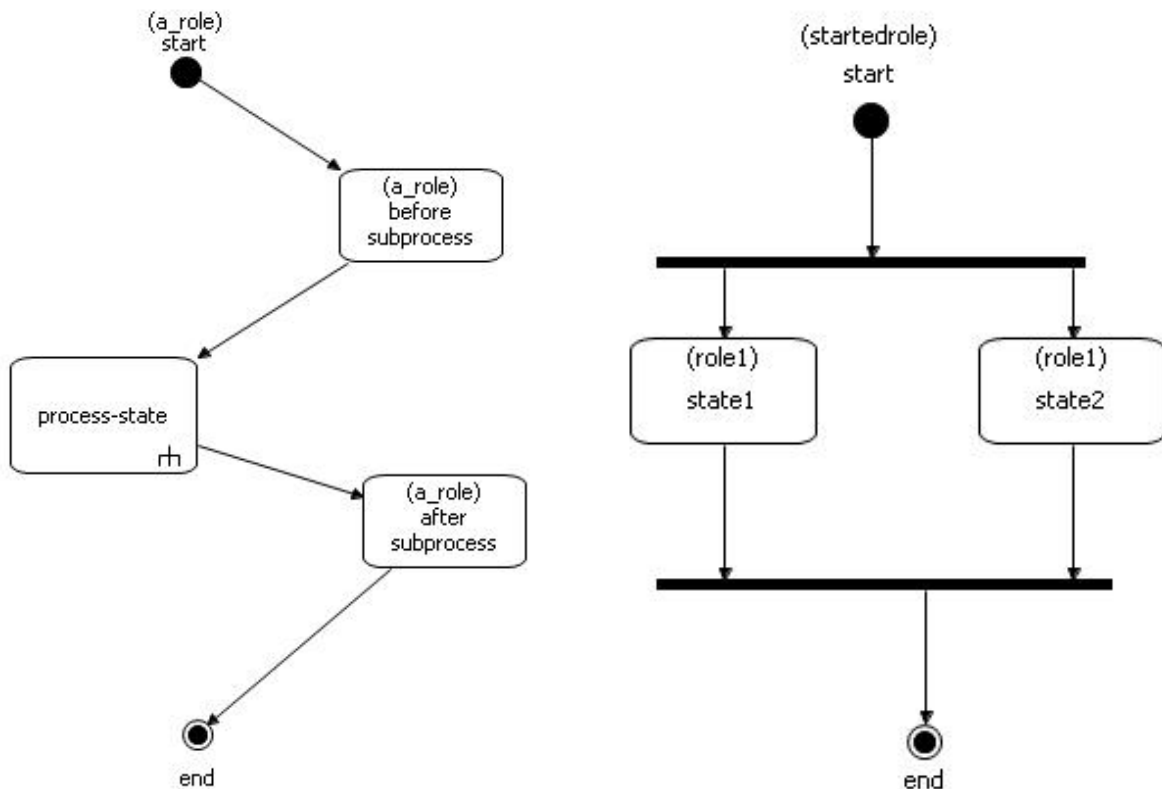 (a_role)
start
(a_role)
before
subprocess
process-state
(a_role)
after
subprocess
end
(startedrole)
start
(role1)
state1
(role1)
state2
end